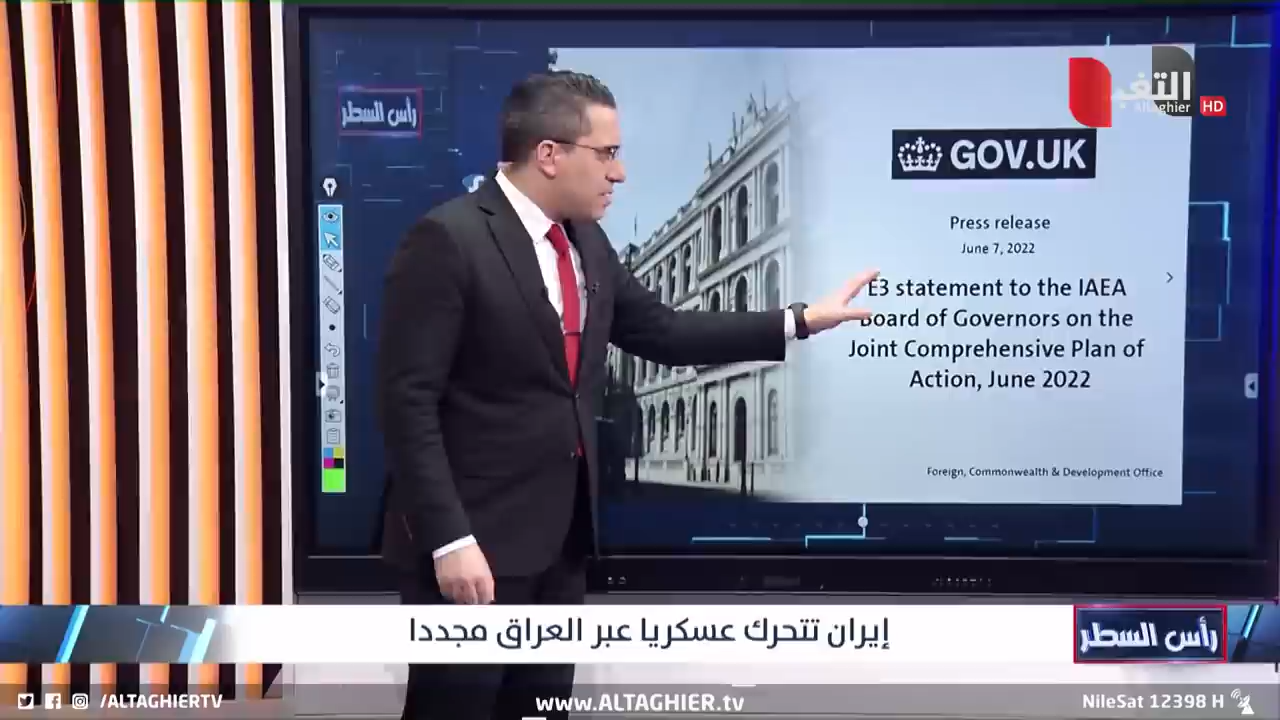 رأس السطر
التغيير
Altaghier
HD
GOV.UK
Press release
June 7, 2022
E3 statement to the IAEA
Board of Governors on the
Joint Comprehensive Plan of
Action, June 2022
Foreign, Commonwealth & Development Office
إيران تتحرك عسكريا عبر العراق مجددا
رأس السطر
/ALTAGHIERTV
www.ALTAGHIER.tv
NileSat 12398 H